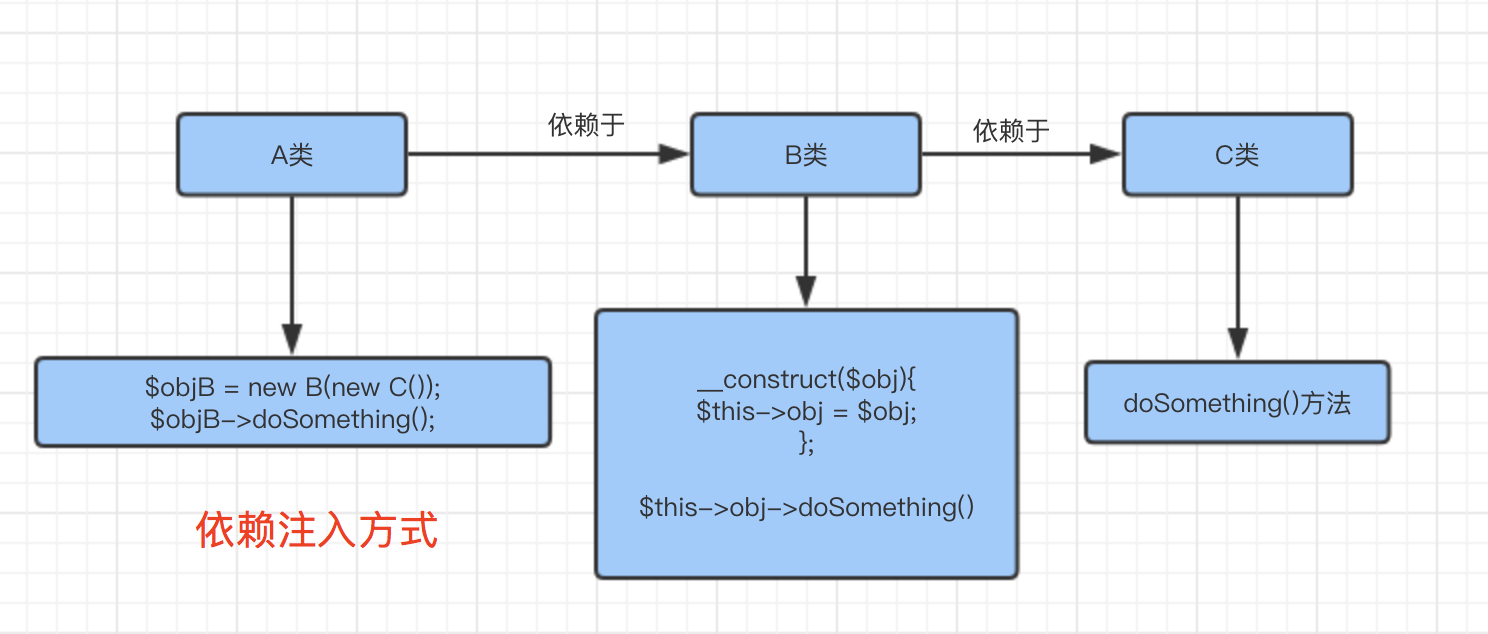 依赖于
依赖于
A类
B类
C类
$objB = new B(new C());
$objB->doSomething();
__construct($obj){
$this->obj = $obj;
};
$this->obj->doSomething()
doSomething()方法
依赖注入方式